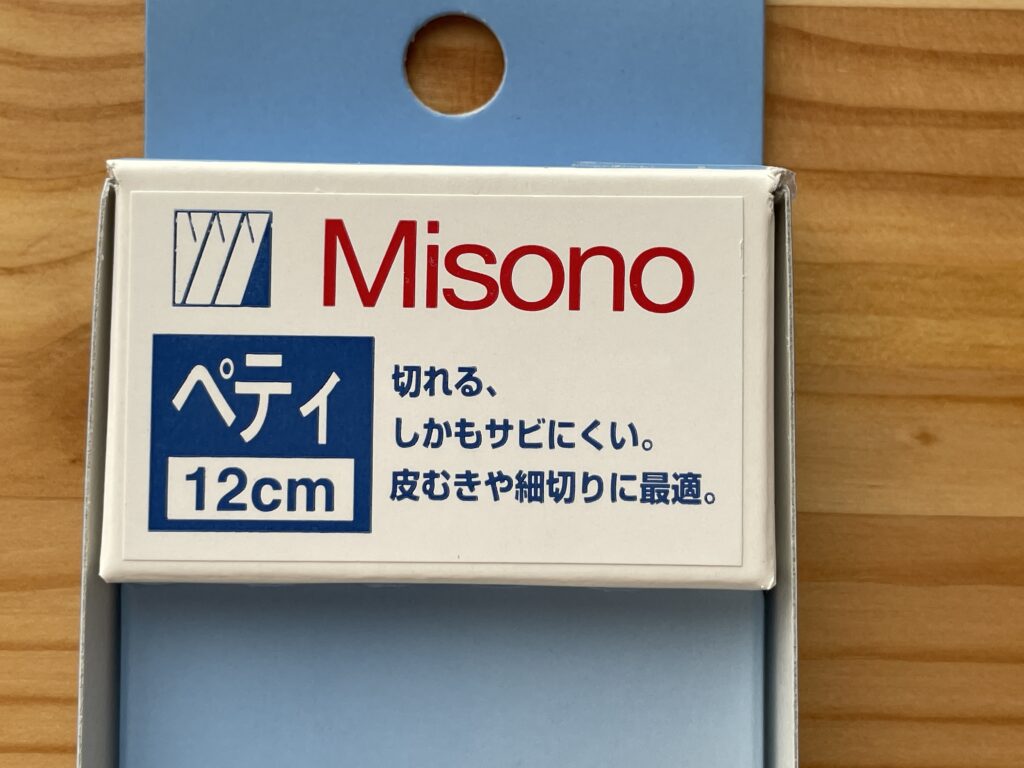 Misono
ペティ
12cm
切れる、
しかもサビにくい。
皮むきや細切りに最適。